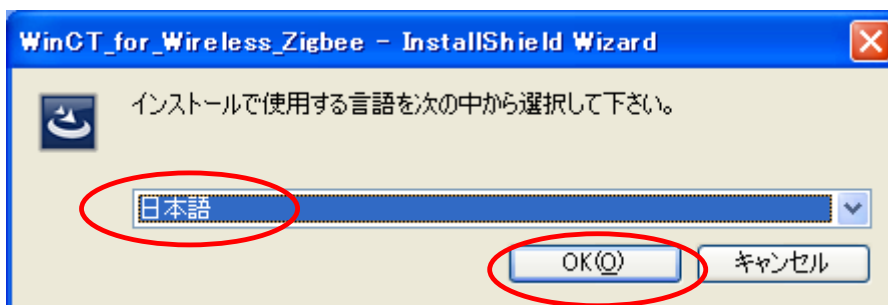 WinCT_for_Wireless_Zigbee - InstallShield Wizard
インストールで使用する言語を次の中から選択して下さい。
日本語
OK(O) キャンセル